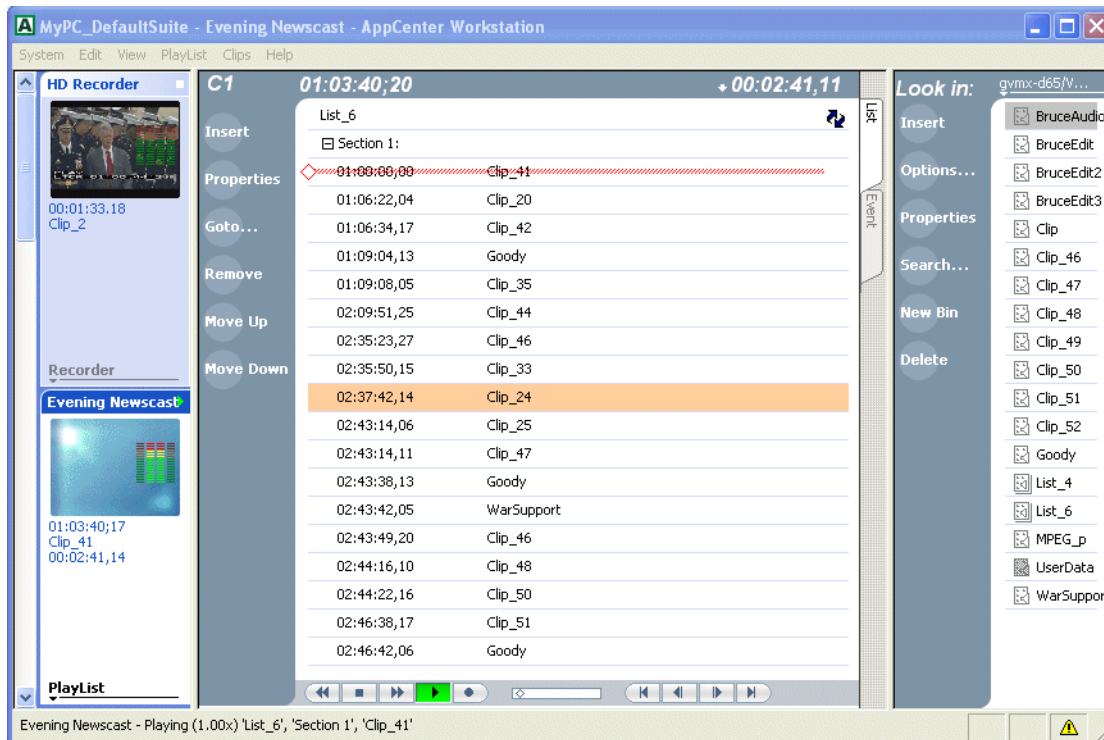 MyPC_DefaultSuite - Evening Newscast - AppCenter Workstation
System Edit View PlayList Clips Help
HD Recorder
00:01:33.18
Clip_2
Recorder
Evening Newscast
01:03:40;17
Clip_41
00:02:41,14
PlayList
C1 01:03:40;20 00:02:41,11
Insert
Properties
Goto...
Remove
Move Up
Move Down
List_6
Section 1:
01:00:00,00 Clip_41
01:06:22,04 Clip_20
01:06:34,17 Clip_42
01:09:04,13 Goody
01:09:08,05 Clip_35
02:09:51,25 Clip_44
02:35:23,27 Clip_46
02:35:50,15 Clip_33
02:37:42,14 Clip_24
02:43:14,06 Clip_25
02:43:14,11 Clip_47
02:43:38,13 Goody
02:43:42,05 WarSupport
02:43:49,20 Clip_46
02:44:16,10 Clip_48
02:44:22,16 Clip_50
02:46:38,17 Clip_51
02:46:42,06 Goody
List
Event
Look in: gvmx-d65/V...
Insert
Options...
Properties
Search...
New Bin
Delete
BruceAudio
BruceEdit
BruceEdit2
BruceEdit3
Clip
Clip_46
Clip_47
Clip_48
Clip_49
Clip_50
Clip_51
Clip_52
Goody
List_4
List_6
MPEG_p
UserData
WarSuppor
Evening Newscast - Playing (1.00x) 'List_6', 'Section 1', 'Clip_41'